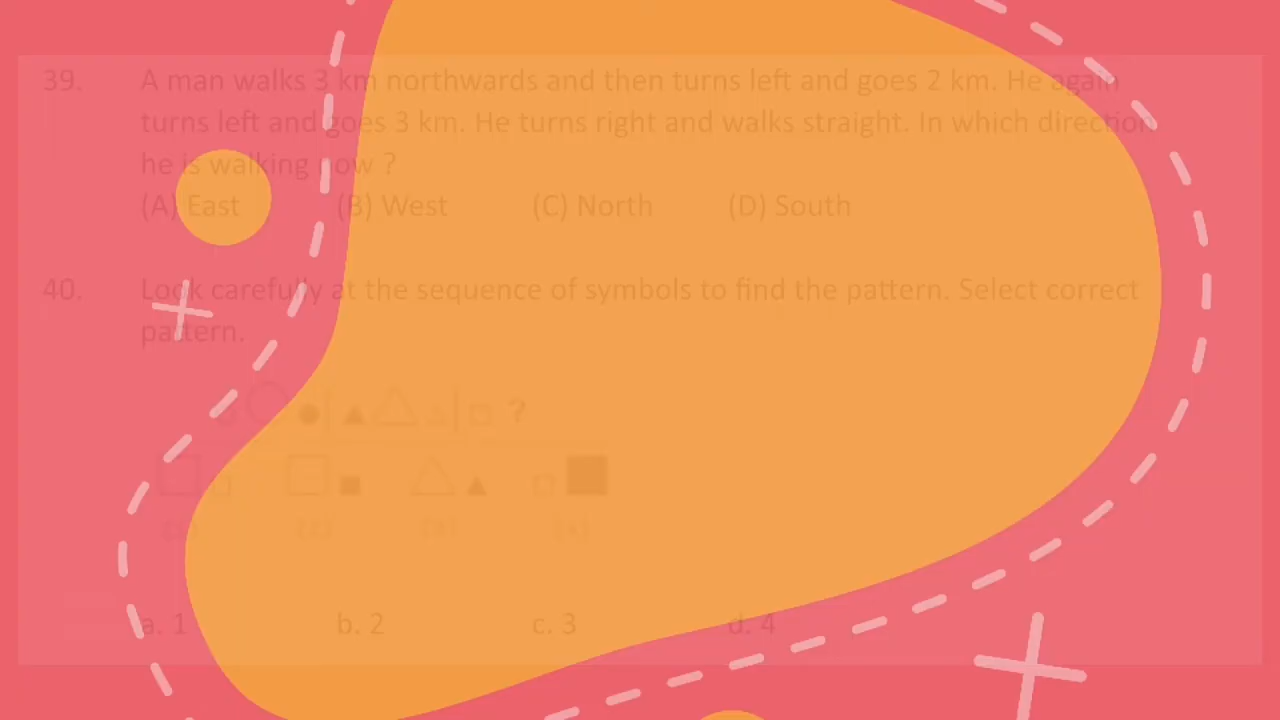 39. A man walks 3 km northwards and then turns left and goes 2 km. He again
turns left and goes 3 km. He turns right and walks straight. In which direction
he is walking now ?
(A) East (B) West (C) North (D) South
40. Look carefully at the sequence of symbols to find the pattern. Select correct
pattern.
?
a. 1 b. 2 c. 3 d. 4